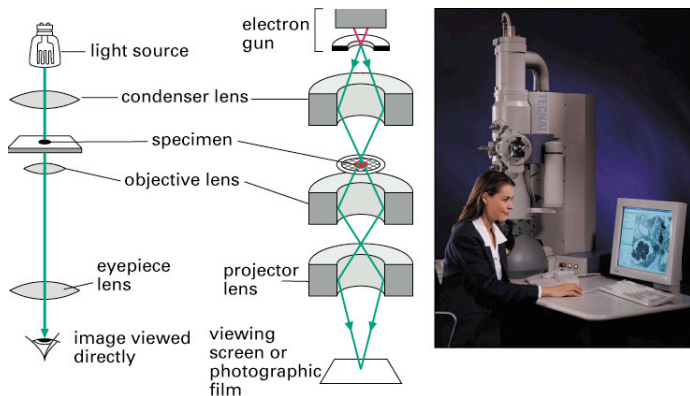 light source
condenser lens
specimen
objective lens
eyepiece
lens
image viewed
directly
electron
gun
projector
lens
viewing
screen or
photographic
film
TECNAI